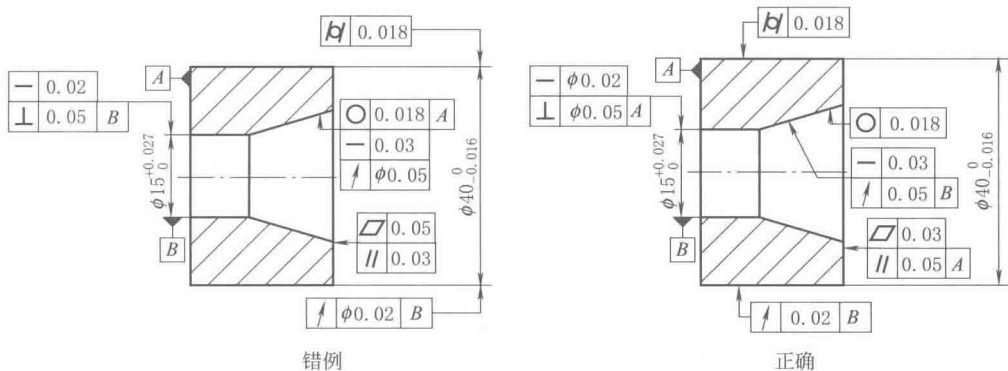 ⌭ 0.018
A
— 0.02
⊥ 0.05 B
φ15 +0.027 0
B
○ 0.018 A
— 0.03
↗ φ0.05
⏥ 0.05
// 0.03
φ40 0 -0.016
↗ φ0.02 B
错例
⌭ 0.018
A
— φ0.02
⊥ φ0.05 A
φ15 +0.027 0
B
○ 0.018
— 0.03
↗ 0.05 B
⏥ 0.03
// 0.05 A
φ40 0 -0.016
↗ 0.02 B
正确